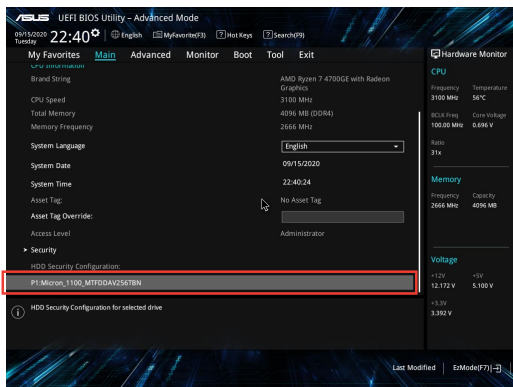 ASUS UEFI BIOS Utility – Advanced Mode
09/15/2020 22:40 English MyFavorite(F3) Hot Keys Search(F9)
Tuesday
My Favorites Main Advanced Monitor Boot Tool Exit
CPU Information
Brand String AMD Ryzen 7 4700GE with Radeon
Graphics
CPU Speed 3100 MHz
Total Memory 4096 MB (DDR4)
Memory Frequency 2666 MHz
System Language English
System Date 09/15/2020
System Time 22:40:24
Asset Tag: No Asset Tag
Asset Tag Override:
Access Level Administrator
> Security
HDD Security Configuration:
P1:Micron_1100_MTFDDAV256TBN
HDD Security Configuration for selected drive
Hardware Monitor
CPU
Frequency Temperature
3100 MHz 56°C
BCLK Freq Core Voltage
100.00 MHz 0.696 V
Ratio
31x
Memory
Frequency Capacity
2666 MHz 4096 MB
Voltage
+12V +5V
12.172 V 5.100 V
+3.3V
3.392 V
Last Modified EzMode(F7)